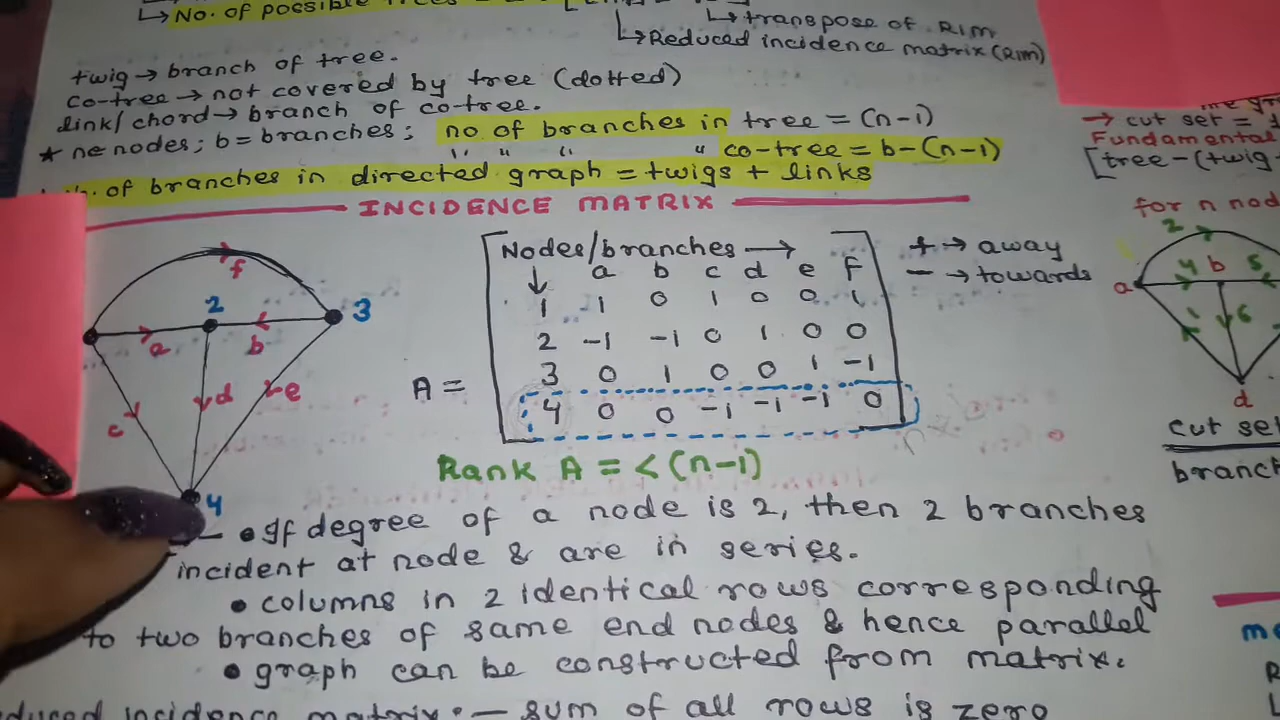 No. of possible
transpose of RIM
Reduced incidence matrix (RIM)
twig → branch of tree.
co-tree → not covered by tree (dotted)
link/chord → branch of co-tree.
* n=nodes; b=branches; no of branches in tree = (n-1)
" " " " co-tree = b-(n-1)
of branches in directed graph = twigs + links
INCIDENCE MATRIX
f
2
3
a
b
d
e
c
4
A =
Nodes/branches →
↓ a b c d e f
1 1 0 1 0 0 1
2 -1 -1 0 1 0 0
3 0 1 0 0 1 -1
4 0 0 -1 -1 -1 0
+ → away
- → towards
Rank A = <(n-1)
• If degree of a node is 2, then 2 branches
incident at node & are in series.
• columns in 2 identical rows corresponding
to two branches of same end nodes & hence parallel
• graph can be constructed from matrix.
incidence matrix:- sum of all rows is zero
→ cut set =
Fundamental
[tree-(twig-
for n nod
2
a
4
b
5
6
d
cut se
branch